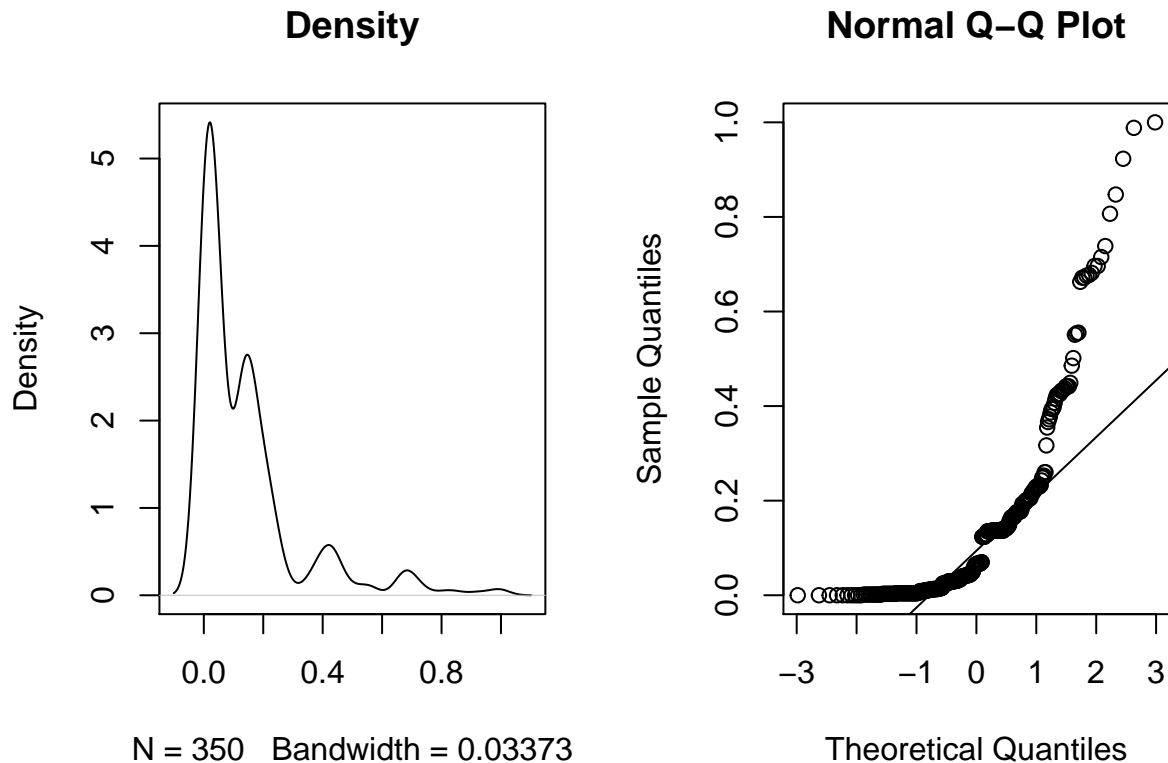 Density
Density
0 1 2 3 4 5
0.0 0.4 0.8
N = 350 Bandwidth = 0.03373
Normal Q−Q Plot
Sample Quantiles
0.0 0.2 0.4 0.6 0.8 1.0
−3 −1 0 1 2 3
Theoretical Quantiles